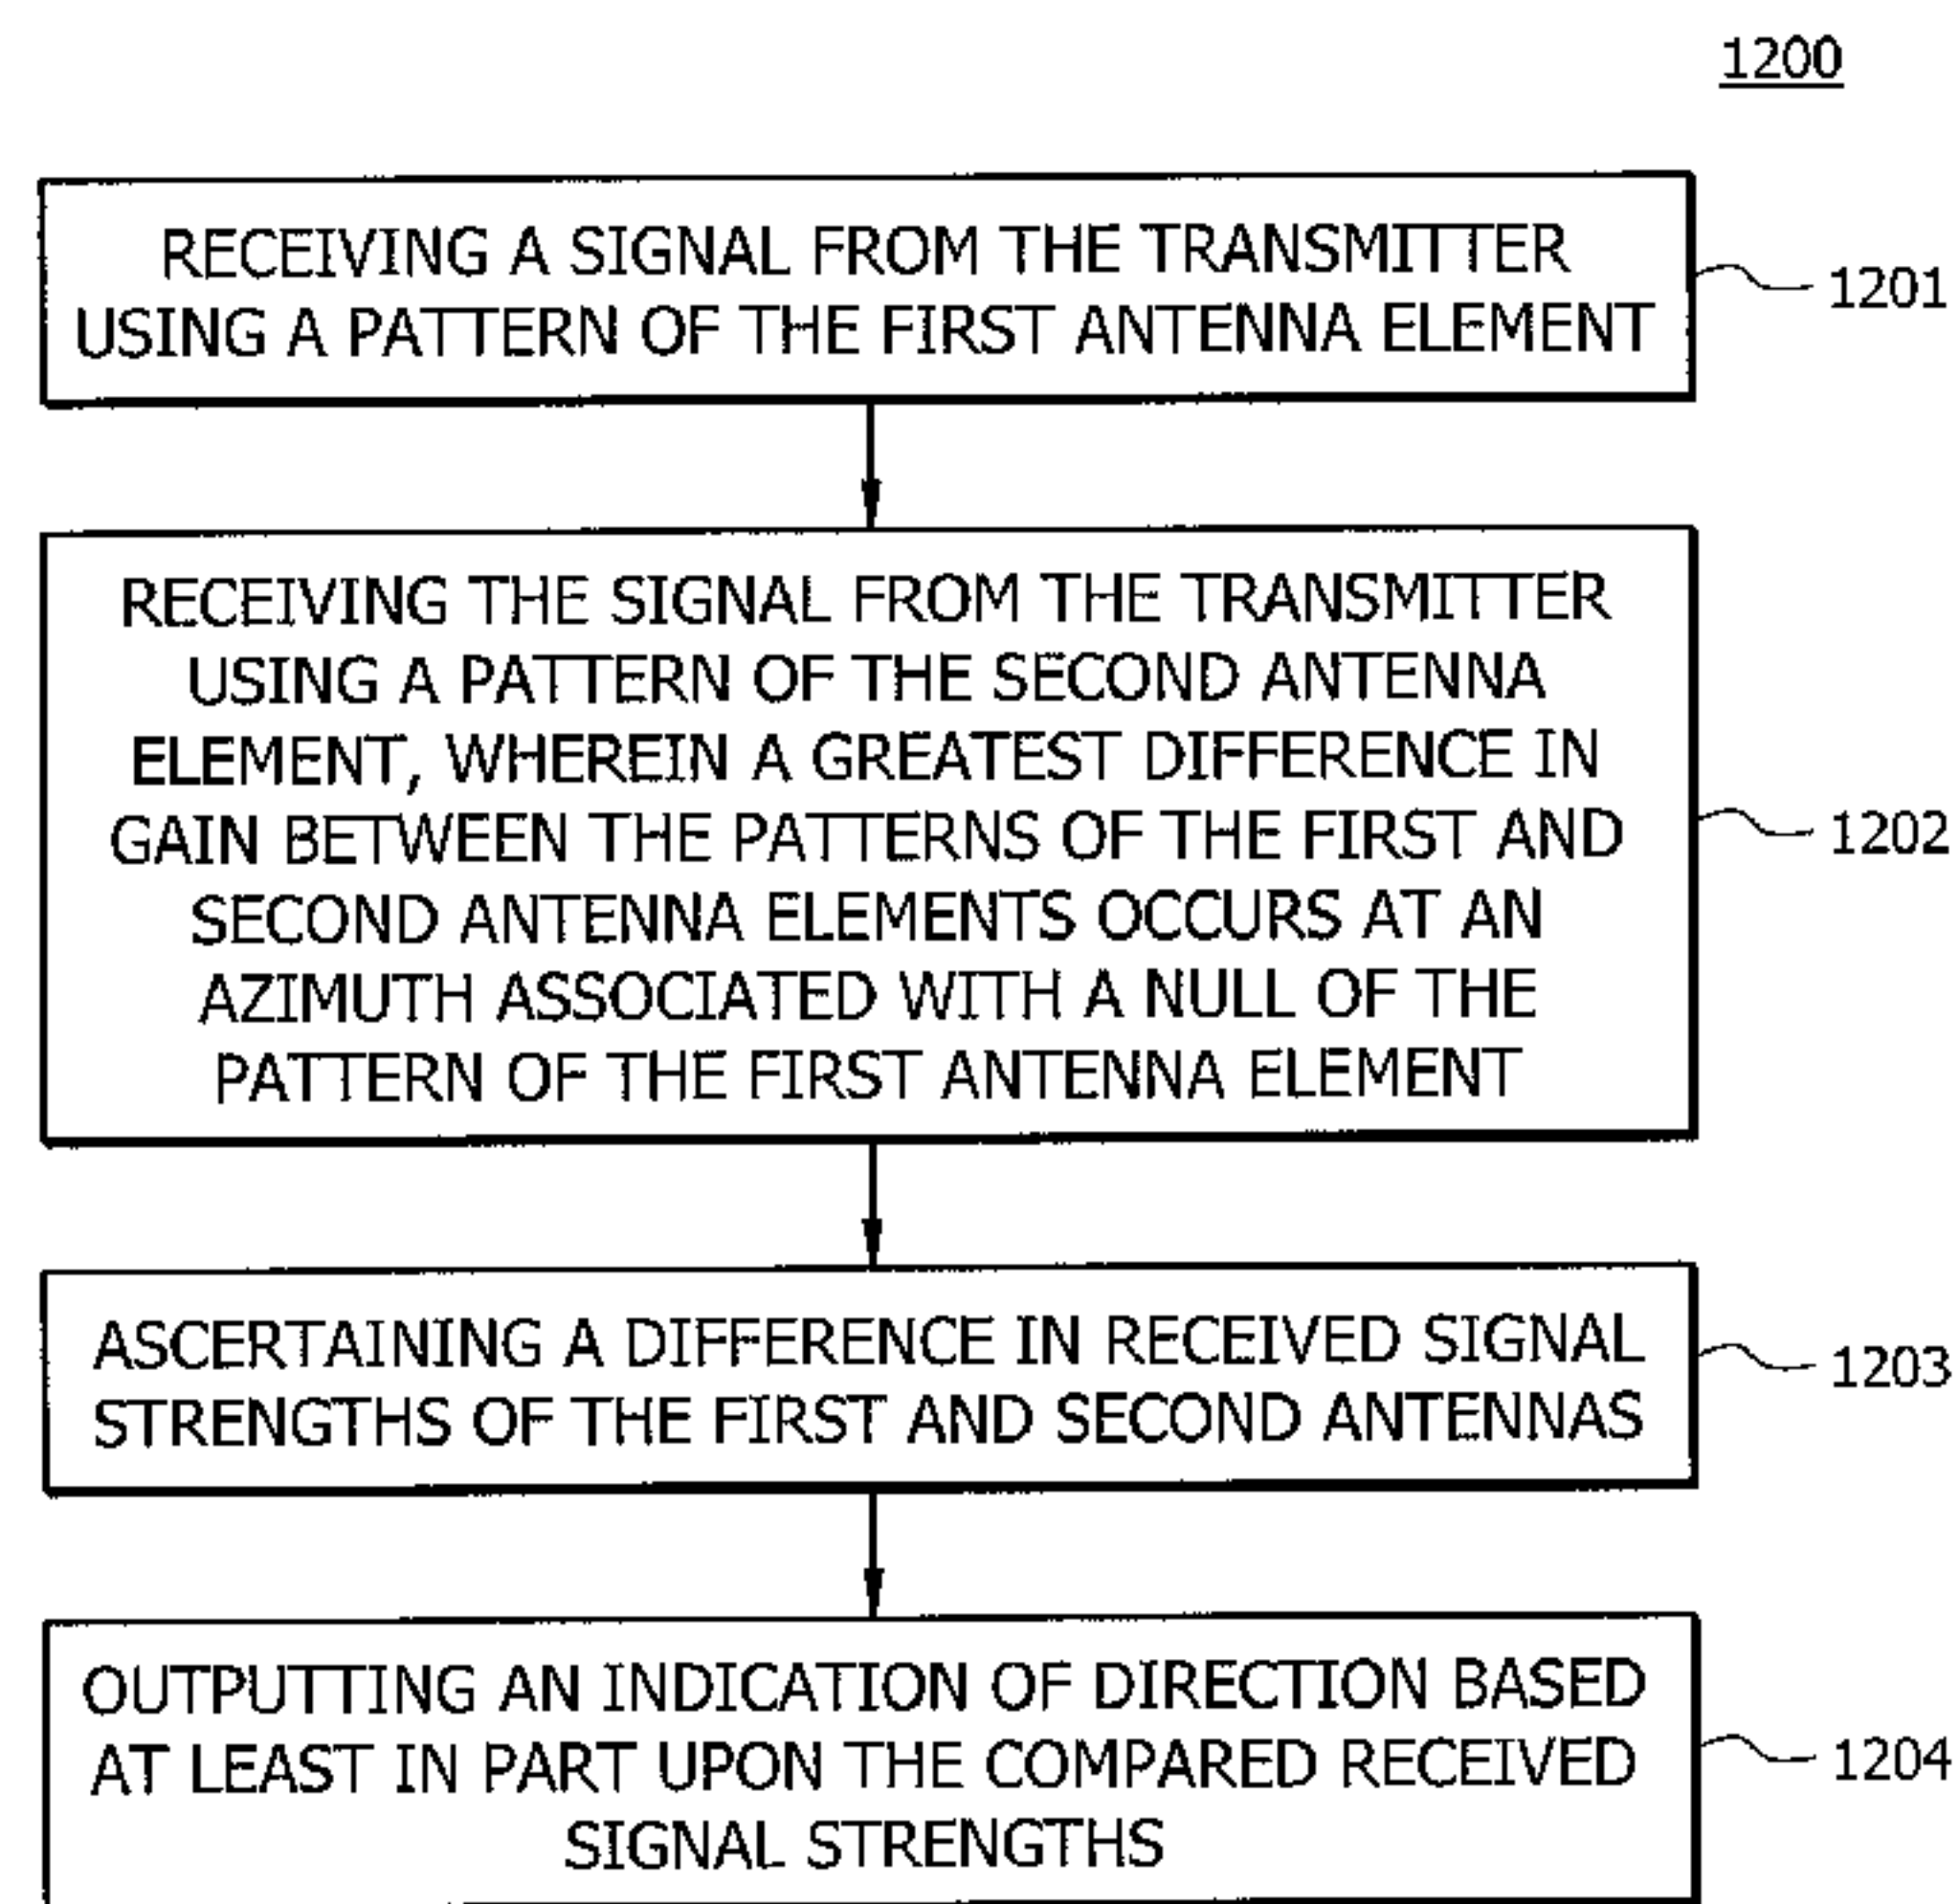 1200
RECEIVING A SIGNAL FROM THE TRANSMITTER
USING A PATTERN OF THE FIRST ANTENNA ELEMENT
1201
RECEIVING THE SIGNAL FROM THE TRANSMITTER
USING A PATTERN OF THE SECOND ANTENNA
ELEMENT, WHEREIN A GREATEST DIFFERENCE IN
GAIN BETWEEN THE PATTERNS OF THE FIRST AND
SECOND ANTENNA ELEMENTS OCCURS AT AN
AZIMUTH ASSOCIATED WITH A NULL OF THE
PATTERN OF THE FIRST ANTENNA ELEMENT
1202
ASCERTAINING A DIFFERENCE IN RECEIVED SIGNAL
STRENGTHS OF THE FIRST AND SECOND ANTENNAS
1203
OUTPUTTING AN INDICATION OF DIRECTION BASED
AT LEAST IN PART UPON THE COMPARED RECEIVED
SIGNAL STRENGTHS
1204